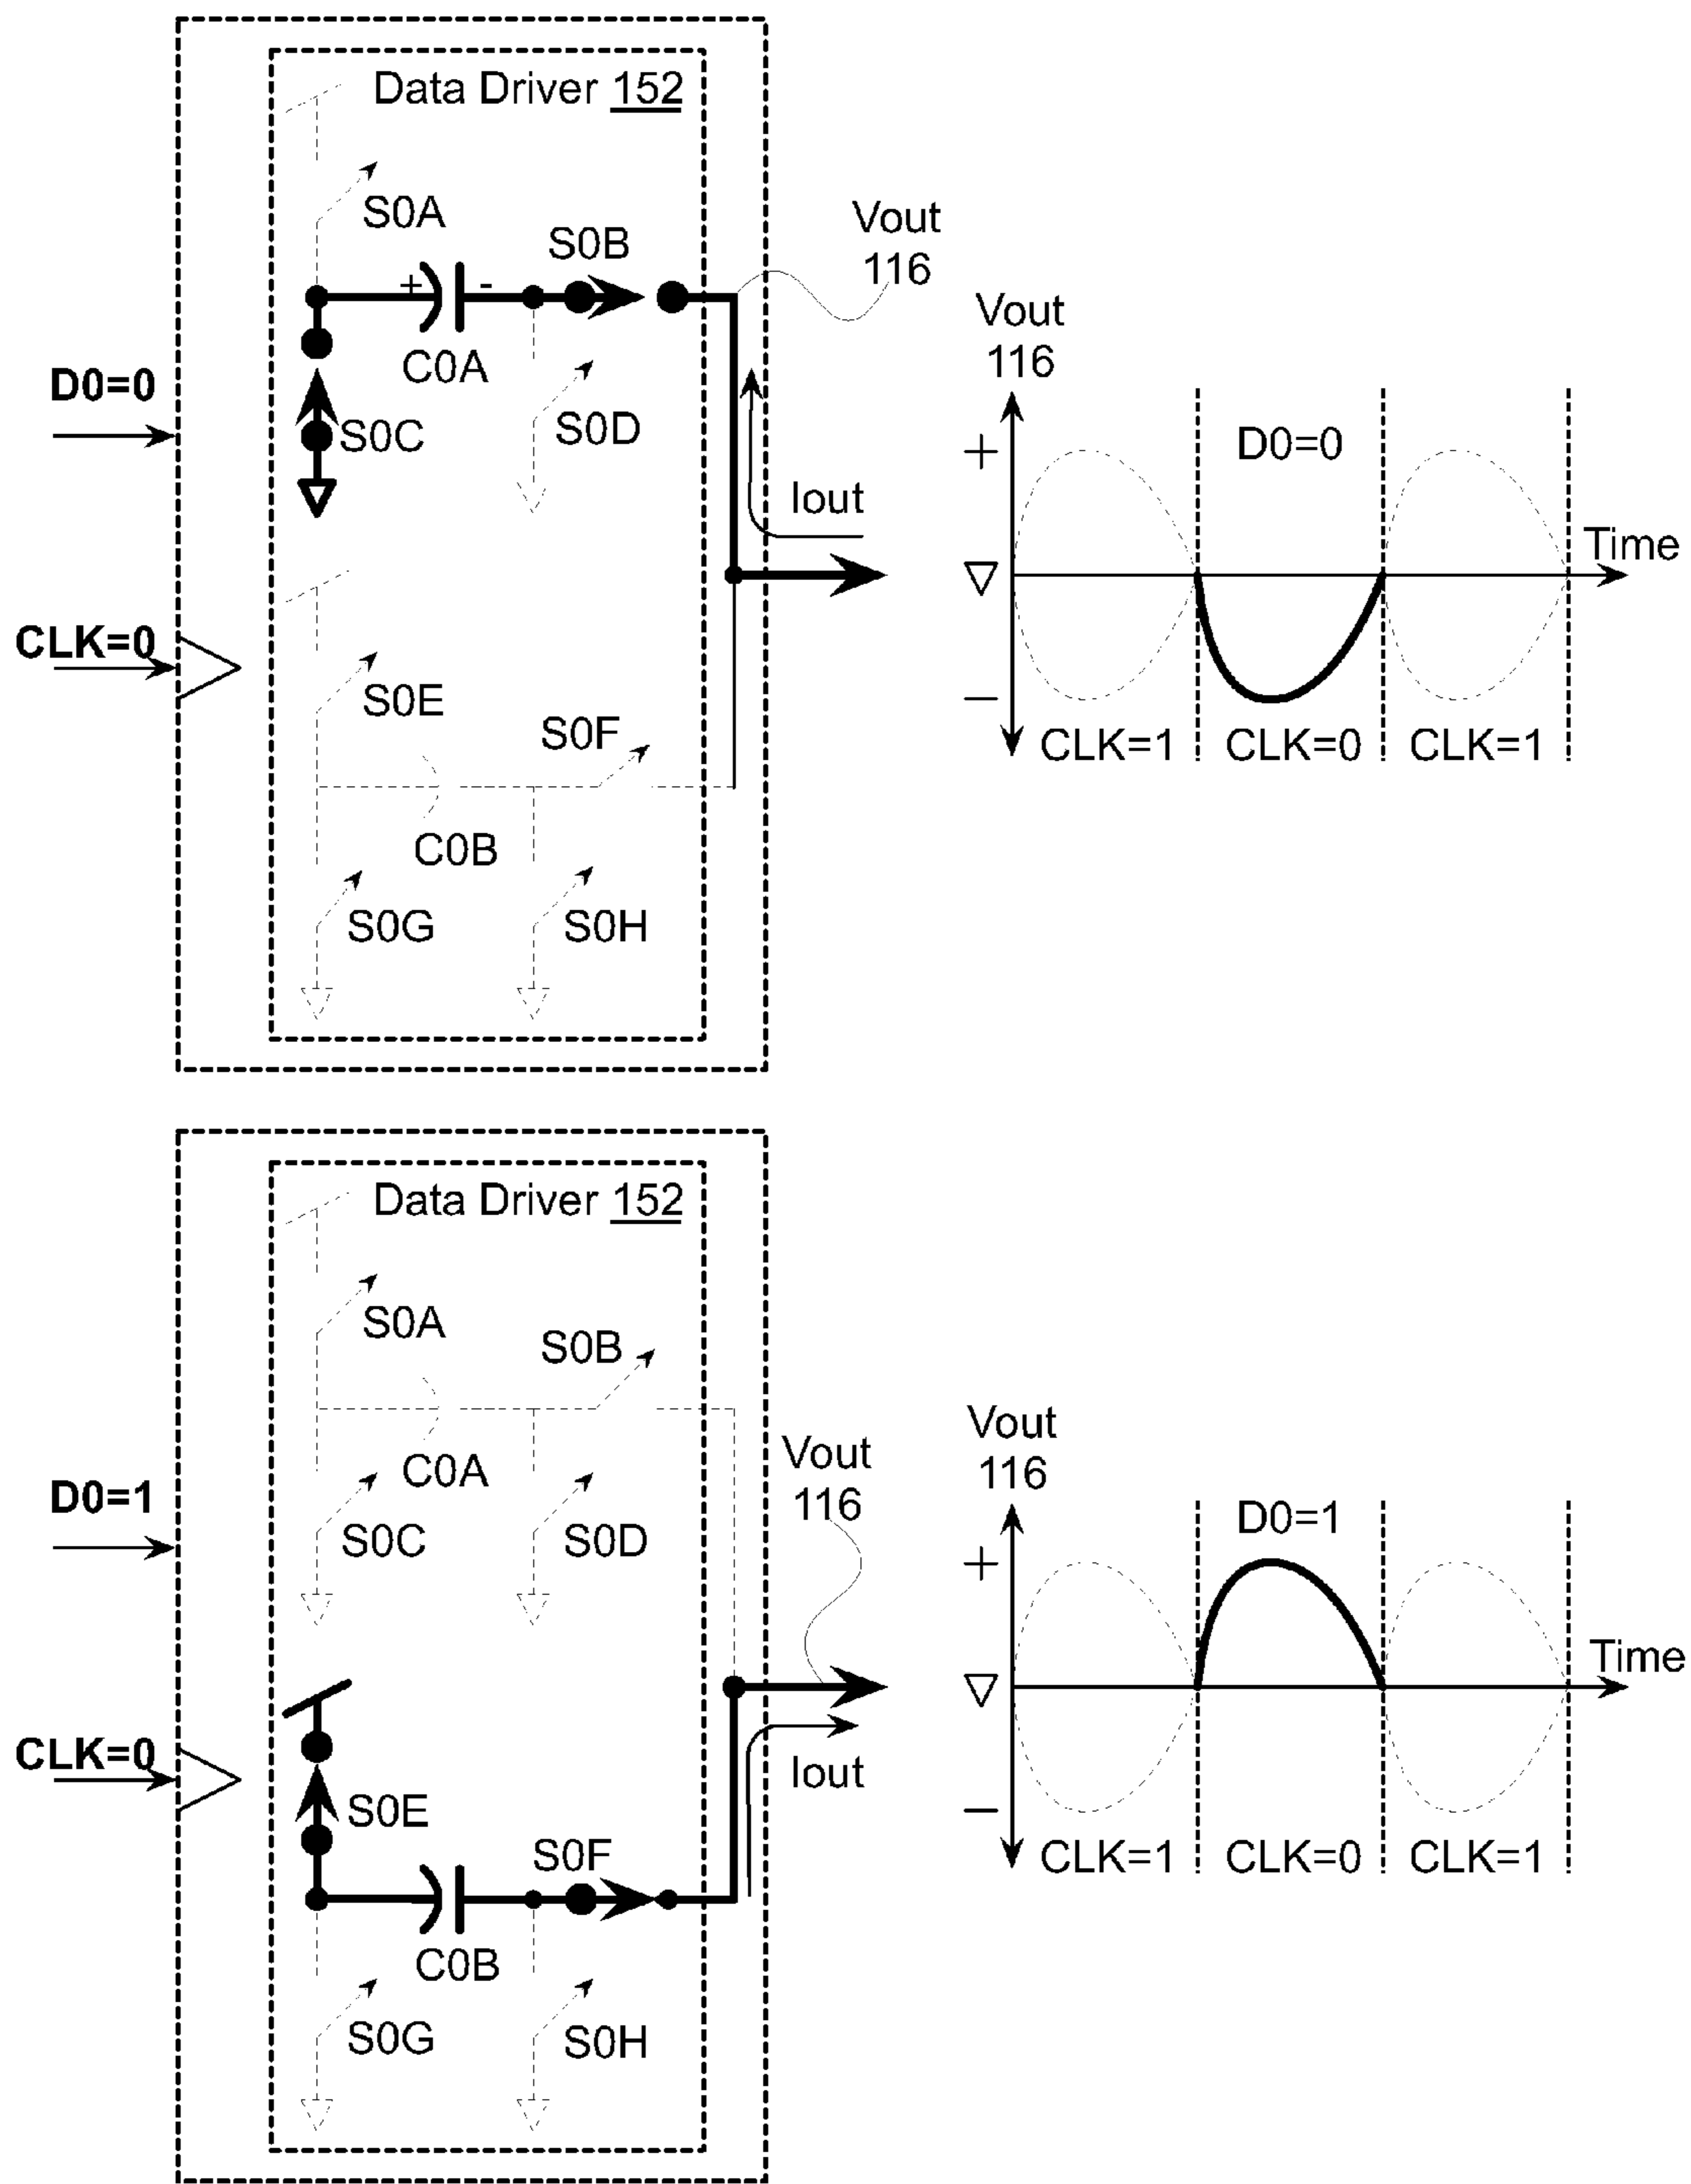 Data Driver 152
S0A
S0B
Vout
116
+
-
C0A
D0=0
S0C
S0D
Iout
Vout
116
+
D0=0
Time
−
CLK=1
CLK=0
CLK=1
CLK=0
S0E
S0F
C0B
S0G
S0H
Data Driver 152
S0A
S0B
C0A
Vout
116
D0=1
S0C
S0D
Vout
116
+
D0=1
Time
−
CLK=1
CLK=0
CLK=1
CLK=0
S0E
Iout
S0F
C0B
S0G
S0H